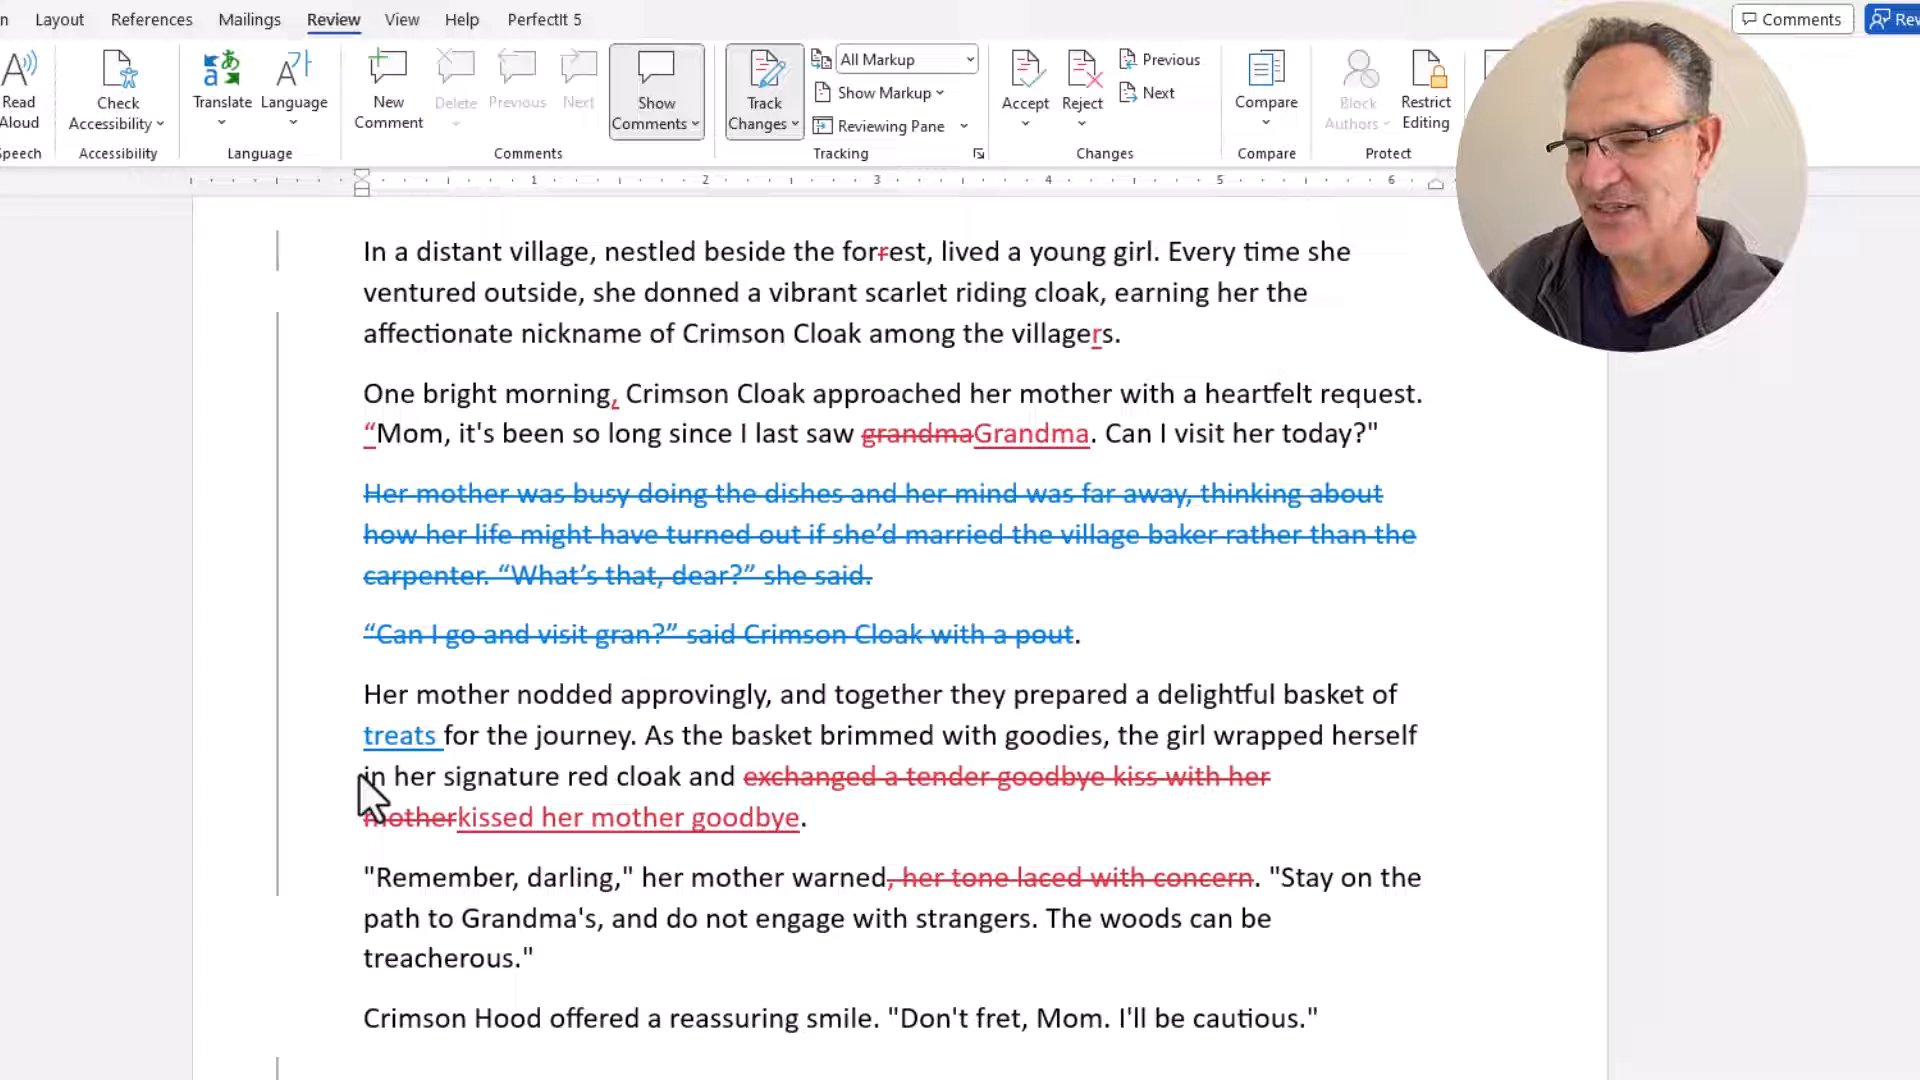 n Layout References Mailings Review View Help PerfectIt 5 Comments Rev
Read Aloud
Check Accessibility
Translate
Language
New Comment
Delete
Previous
Next
Show Comments
Track Changes
All Markup
Show Markup
Reviewing Pane
Accept
Reject
Previous
Next
Compare
Block Authors
Restrict Editing
peech Accessibility Language Comments Tracking Changes Compare Protect
1 2 3 4 5 6
In a distant village, nestled beside the forrest, lived a young girl. Every time she
ventured outside, she donned a vibrant scarlet riding cloak, earning her the
affectionate nickname of Crimson Cloak among the villagers.
One bright morning, Crimson Cloak approached her mother with a heartfelt request.
“Mom, it's been so long since I last saw grandmaGrandma. Can I visit her today?"
Her mother was busy doing the dishes and her mind was far away, thinking about
how her life might have turned out if she’d married the village baker rather than the
carpenter. “What’s that, dear?” she said.
“Can I go and visit gran?” said Crimson Cloak with a pout.
Her mother nodded approvingly, and together they prepared a delightful basket of
treats for the journey. As the basket brimmed with goodies, the girl wrapped herself
in her signature red cloak and exchanged a tender goodbye kiss with her
motherkissed her mother goodbye.
"Remember, darling," her mother warned, her tone laced with concern. "Stay on the
path to Grandma's, and do not engage with strangers. The woods can be
treacherous."
Crimson Hood offered a reassuring smile. "Don't fret, Mom. I'll be cautious."